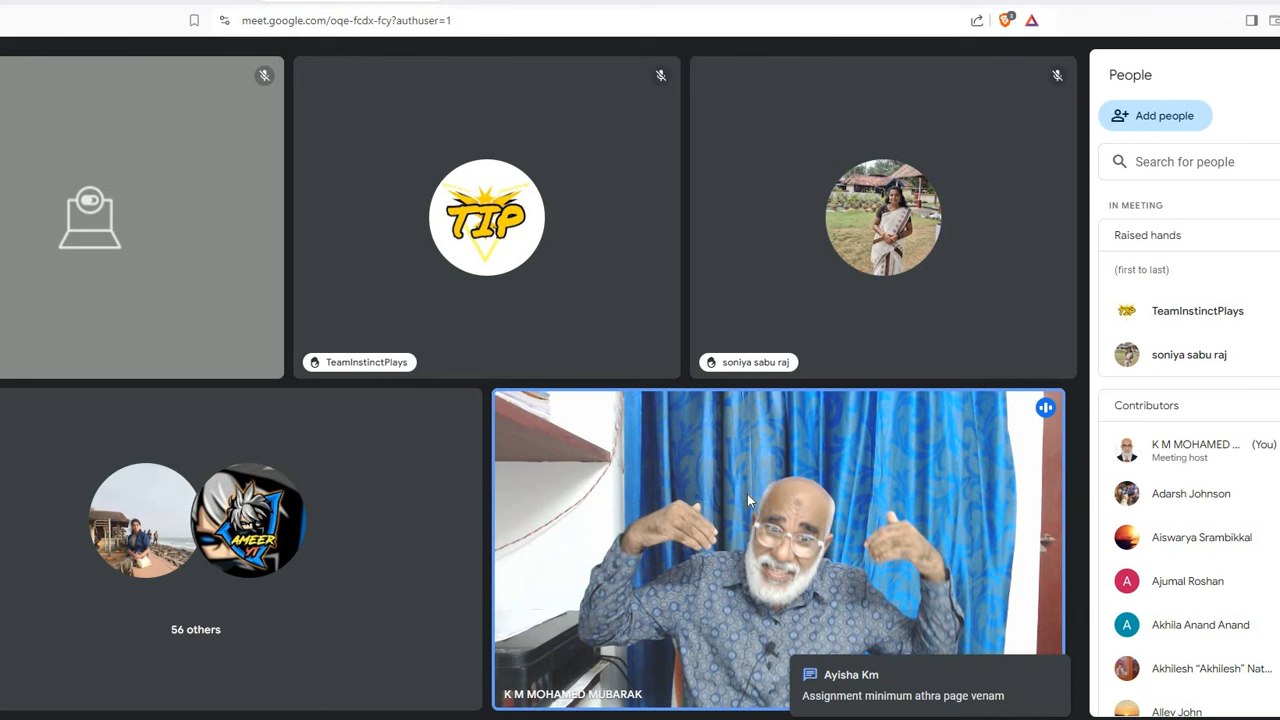 meet.google.com/oqe-fcdx-fcy?authuser=1
TIP
TeamInstinctPlays
soniya sabu raj
AMEER
YT
56 others
K M MOHAMED MUBARAK
Ayisha Km
Assignment minimum athra page venam
People
Add people
Search for people
IN MEETING
Raised hands
(first to last)
TeamInstinctPlays
soniya sabu raj
Contributors
K M MOHAMED ... (You)
Meeting host
Adarsh Johnson
Aiswarya Srambikkal
A Ajumal Roshan
A Akhila Anand Anand
Akhilesh “Akhilesh” Nat...
Alley John